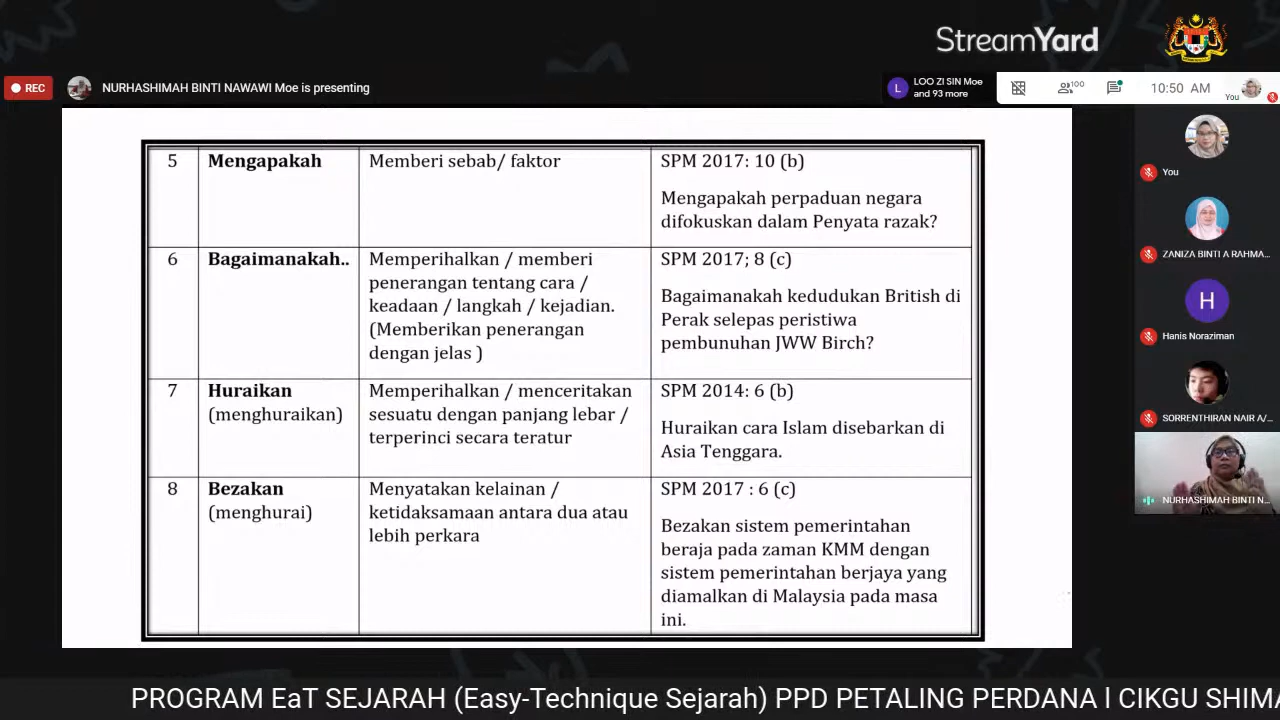 StreamYard
REC
NURHASHIMAH BINTI NAWAWI Moe is presenting
L
LOO ZI SIN Moe
and 93 more
100
10:50 AM
You
You
ZANIZA BINTI A RAHMA...
H
Hanis Noraziman
SORRENTHIRAN NAIR A/...
NURHASHIMAH BINTI N...
5
Mengapakah
Memberi sebab/ faktor
SPM 2017: 10 (b)
Mengapakah perpaduan negara
difokuskan dalam Penyata razak?
6
Bagaimanakah..
Memperihalkan / memberi
penerangan tentang cara /
keadaan / langkah / kejadian.
(Memberikan penerangan
dengan jelas )
SPM 2017; 8 (c)
Bagaimanakah kedudukan British di
Perak selepas peristiwa
pembunuhan JWW Birch?
7
Huraikan
(menghuraikan)
Memperihalkan / menceritakan
sesuatu dengan panjang lebar /
terperinci secara teratur
SPM 2014: 6 (b)
Huraikan cara Islam disebarkan di
Asia Tenggara.
8
Bezakan
(menghurai)
Menyatakan kelainan /
ketidaksamaan antara dua atau
lebih perkara
SPM 2017 : 6 (c)
Bezakan sistem pemerintahan
beraja pada zaman KMM dengan
sistem pemerintahan berjaya yang
diamalkan di Malaysia pada masa
ini.
PROGRAM EaT SEJARAH (Easy-Technique Sejarah) PPD PETALING PERDANA l CIKGU SHIMA